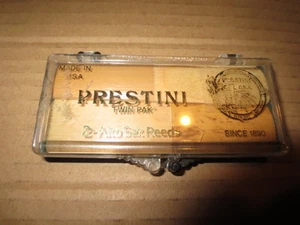 MADE IN
USA
PRESTINI
TWIN PAK
2- Alto Sax Reeds
SINCE 1890